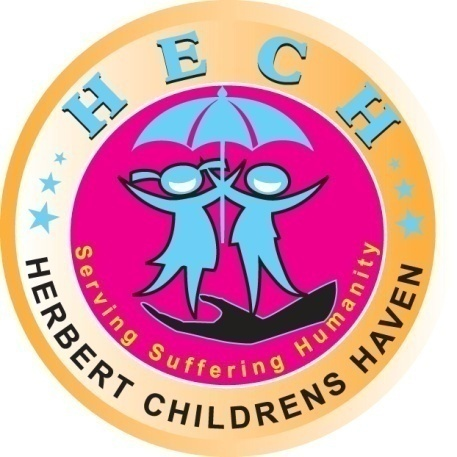 HECH
Serving Suffering Humanity
HERBERT CHILDRENS HAVEN